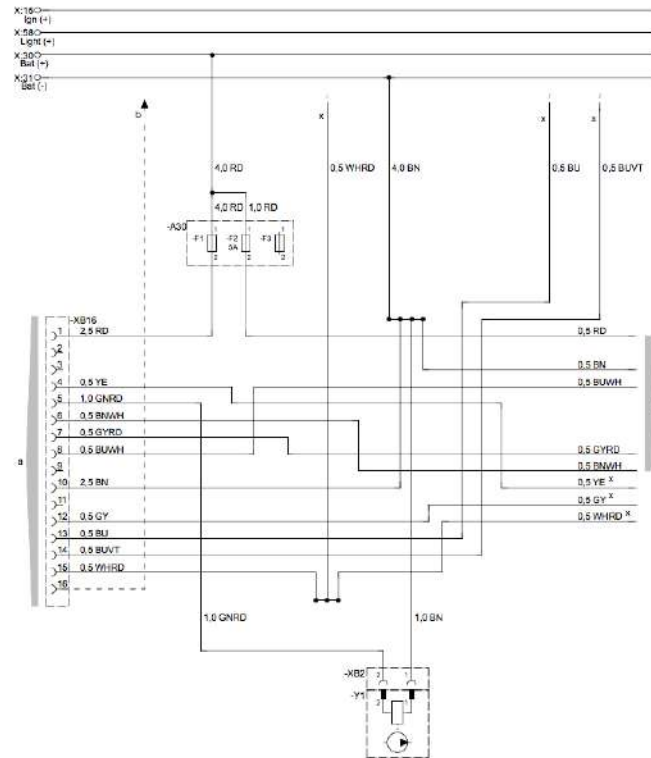 X:15
Ign (+)
X:58
Light (+)
X:30
Bat (+)
X:31
Bat (-)
b
x
x
x
4,0 RD
0,5 WHRD
4,0 BN
0,5 BU
0,5 BUVT
4,0 RD
1,0 RD
-A30
-F1
1
2
-F2
5A
1
2
-F3
1
2
-XB16
a
1 2,5 RD
2
3
4 0,5 YE
5 1,0 GNRD
6 0,5 BNWH
7 0,5 GYRD
8 0,5 BUWH
9
10 2,5 BN
11
12 0,5 GY
13 0,5 BU
14 0,5 BUVT
15 0,5 WHRD
16
0,5 RD
0,5 BN
0,5 BUWH
0,5 GYRD
0,5 BNWH
0,5 YE x
0,5 GY x
0,5 WHRD x
1,0 GNRD
1,0 BN
-XB2
2
1
-Y1
2
1